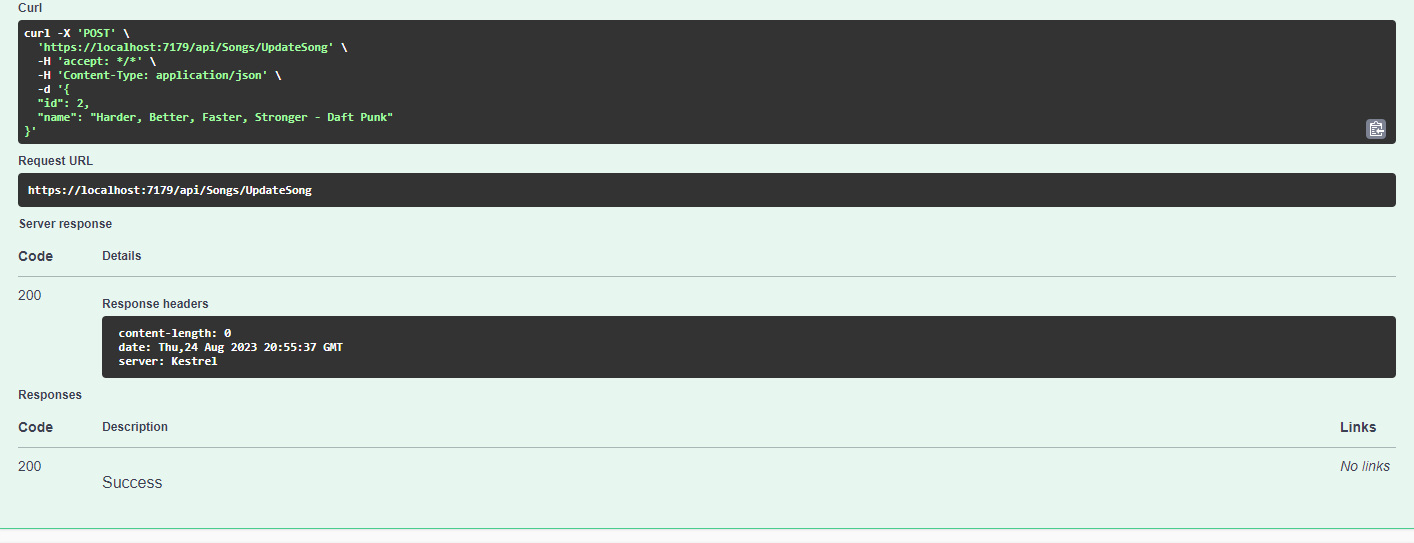 Curl
curl -X 'POST' \
  'https://localhost:7179/api/Songs/UpdateSong' \
  -H 'accept: */*' \
  -H 'Content-Type: application/json' \
  -d '{
  "id": 2,
  "name": "Harder, Better, Faster, Stronger - Daft Punk"
}'
Request URL
https://localhost:7179/api/Songs/UpdateSong
Server response
Code Details
200
Response headers
content-length: 0
date: Thu,24 Aug 2023 20:55:37 GMT
server: Kestrel
Responses
Code Description Links
200 No links
Success